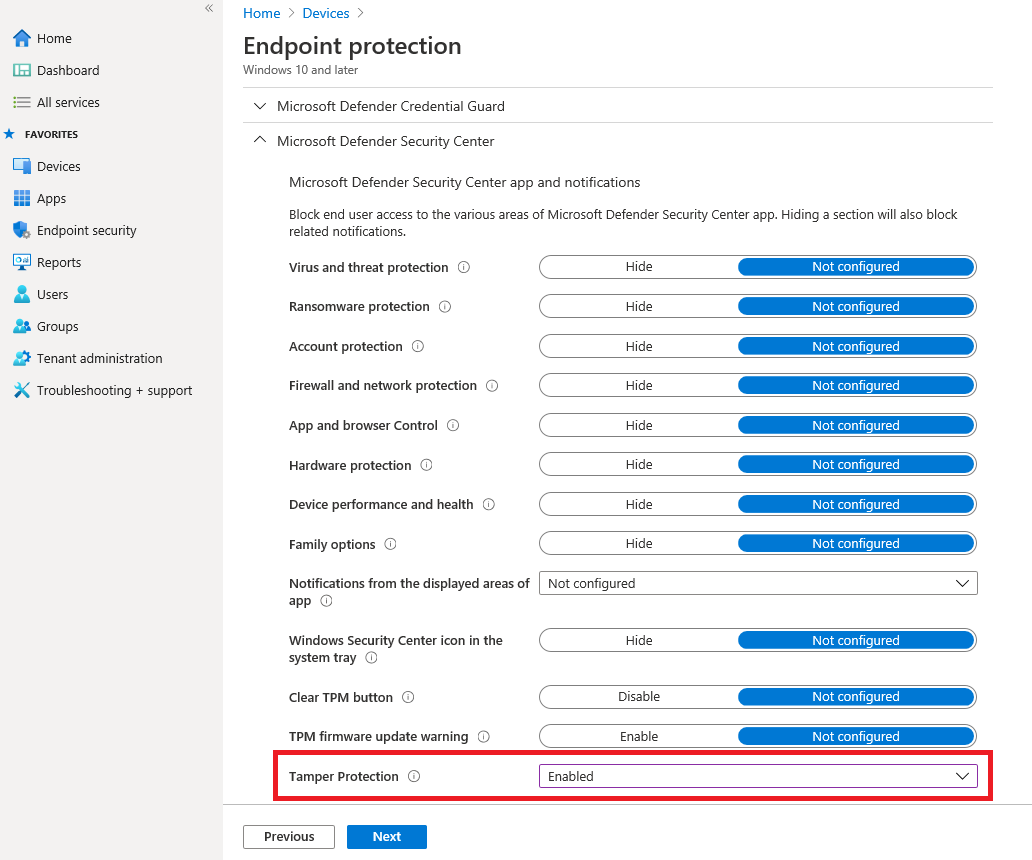 Home
Dashboard
All services
FAVORITES
Devices
Apps
Endpoint security
Reports
Users
Groups
Tenant administration
Troubleshooting + support
Home > Devices >
Endpoint protection
Windows 10 and later
Microsoft Defender Credential Guard
Microsoft Defender Security Center
Microsoft Defender Security Center app and notifications
Block end user access to the various areas of Microsoft Defender Security Center app. Hiding a section will also block
related notifications.
Virus and threat protection Hide Not configured
Ransomware protection Hide Not configured
Account protection Hide Not configured
Firewall and network protection Hide Not configured
App and browser Control Hide Not configured
Hardware protection Hide Not configured
Device performance and health Hide Not configured
Family options Hide Not configured
Notifications from the displayed areas of Not configured
app
Windows Security Center icon in the Hide Not configured
system tray
Clear TPM button Disable Not configured
TPM firmware update warning Enable Not configured
Tamper Protection Enabled
Previous Next